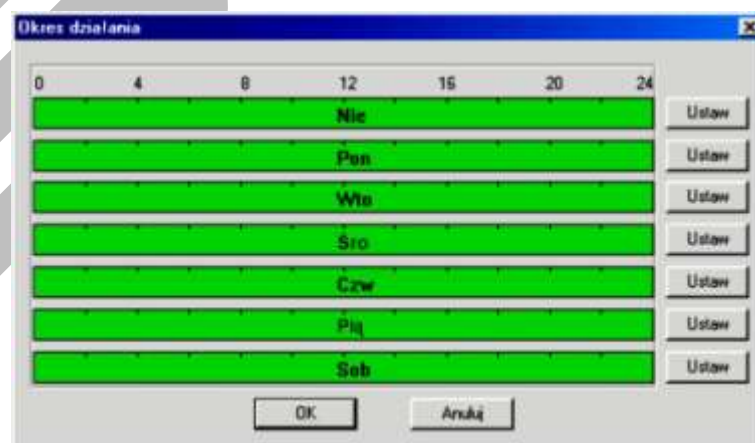 Okres działania
0 4 8 12 16 20 24
Nie Ustaw
Pon Ustaw
Wto Ustaw
Śro Ustaw
Czw Ustaw
Pią Ustaw
Sob Ustaw
OK Anuluj